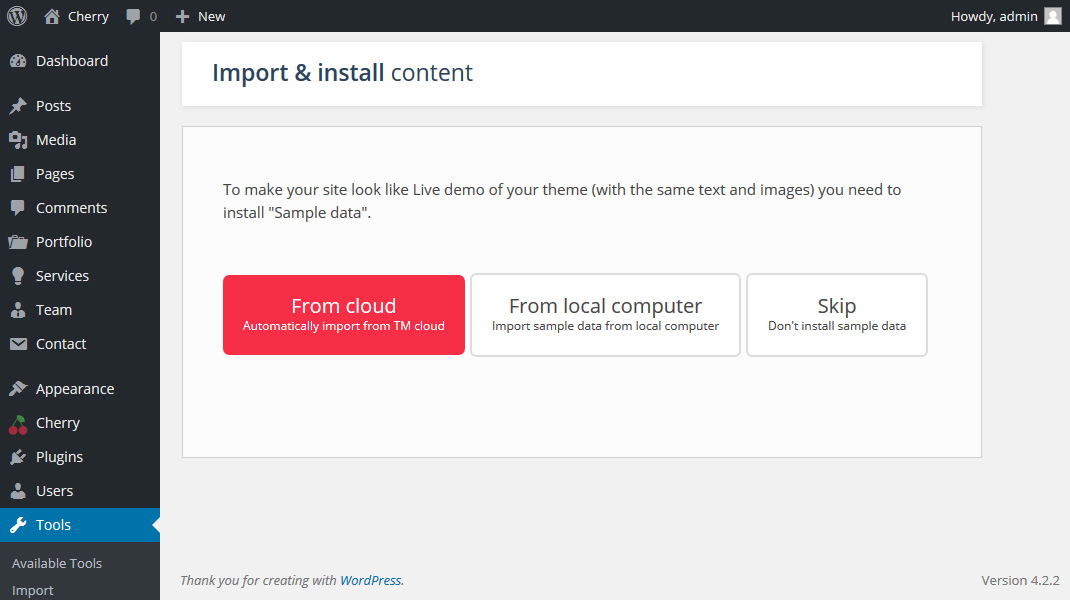 Cherry 0 New Howdy, admin
Dashboard
Posts
Media
Pages
Comments
Portfolio
Services
Team
Contact
Appearance
Cherry
Plugins
Users
Tools
Available Tools
Import
Import & install content
To make your site look like Live demo of your theme (with the same text and images) you need to
install "Sample data".
From cloud
Automatically import from TM cloud
From local computer
Import sample data from local computer
Skip
Don't install sample data
Thank you for creating with WordPress.
Version 4.2.2